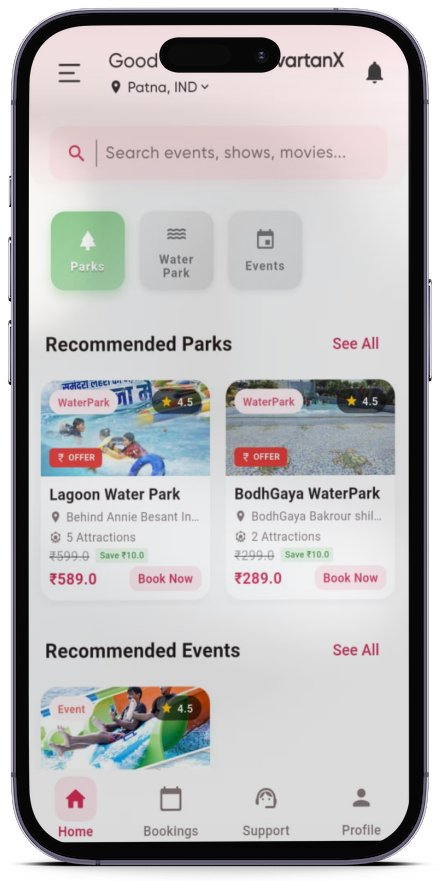 Good vartanX
Patna, IND
Search events, shows, movies...
Parks
Water
Park
Events
Recommended Parks
See All
WaterPark
4.5
₹ OFFER
WaterPark
4.5
₹ OFFER
Lagoon Water Park
Behind Annie Besant In...
5 Attractions
₹599.0 Save ₹10.0
₹589.0
Book Now
BodhGaya WaterPark
BodhGaya Bakrour shil...
2 Attractions
₹299.0 Save ₹10.0
₹289.0
Book Now
Recommended Events
See All
Event
4.5
Home
Bookings
Support
Profile